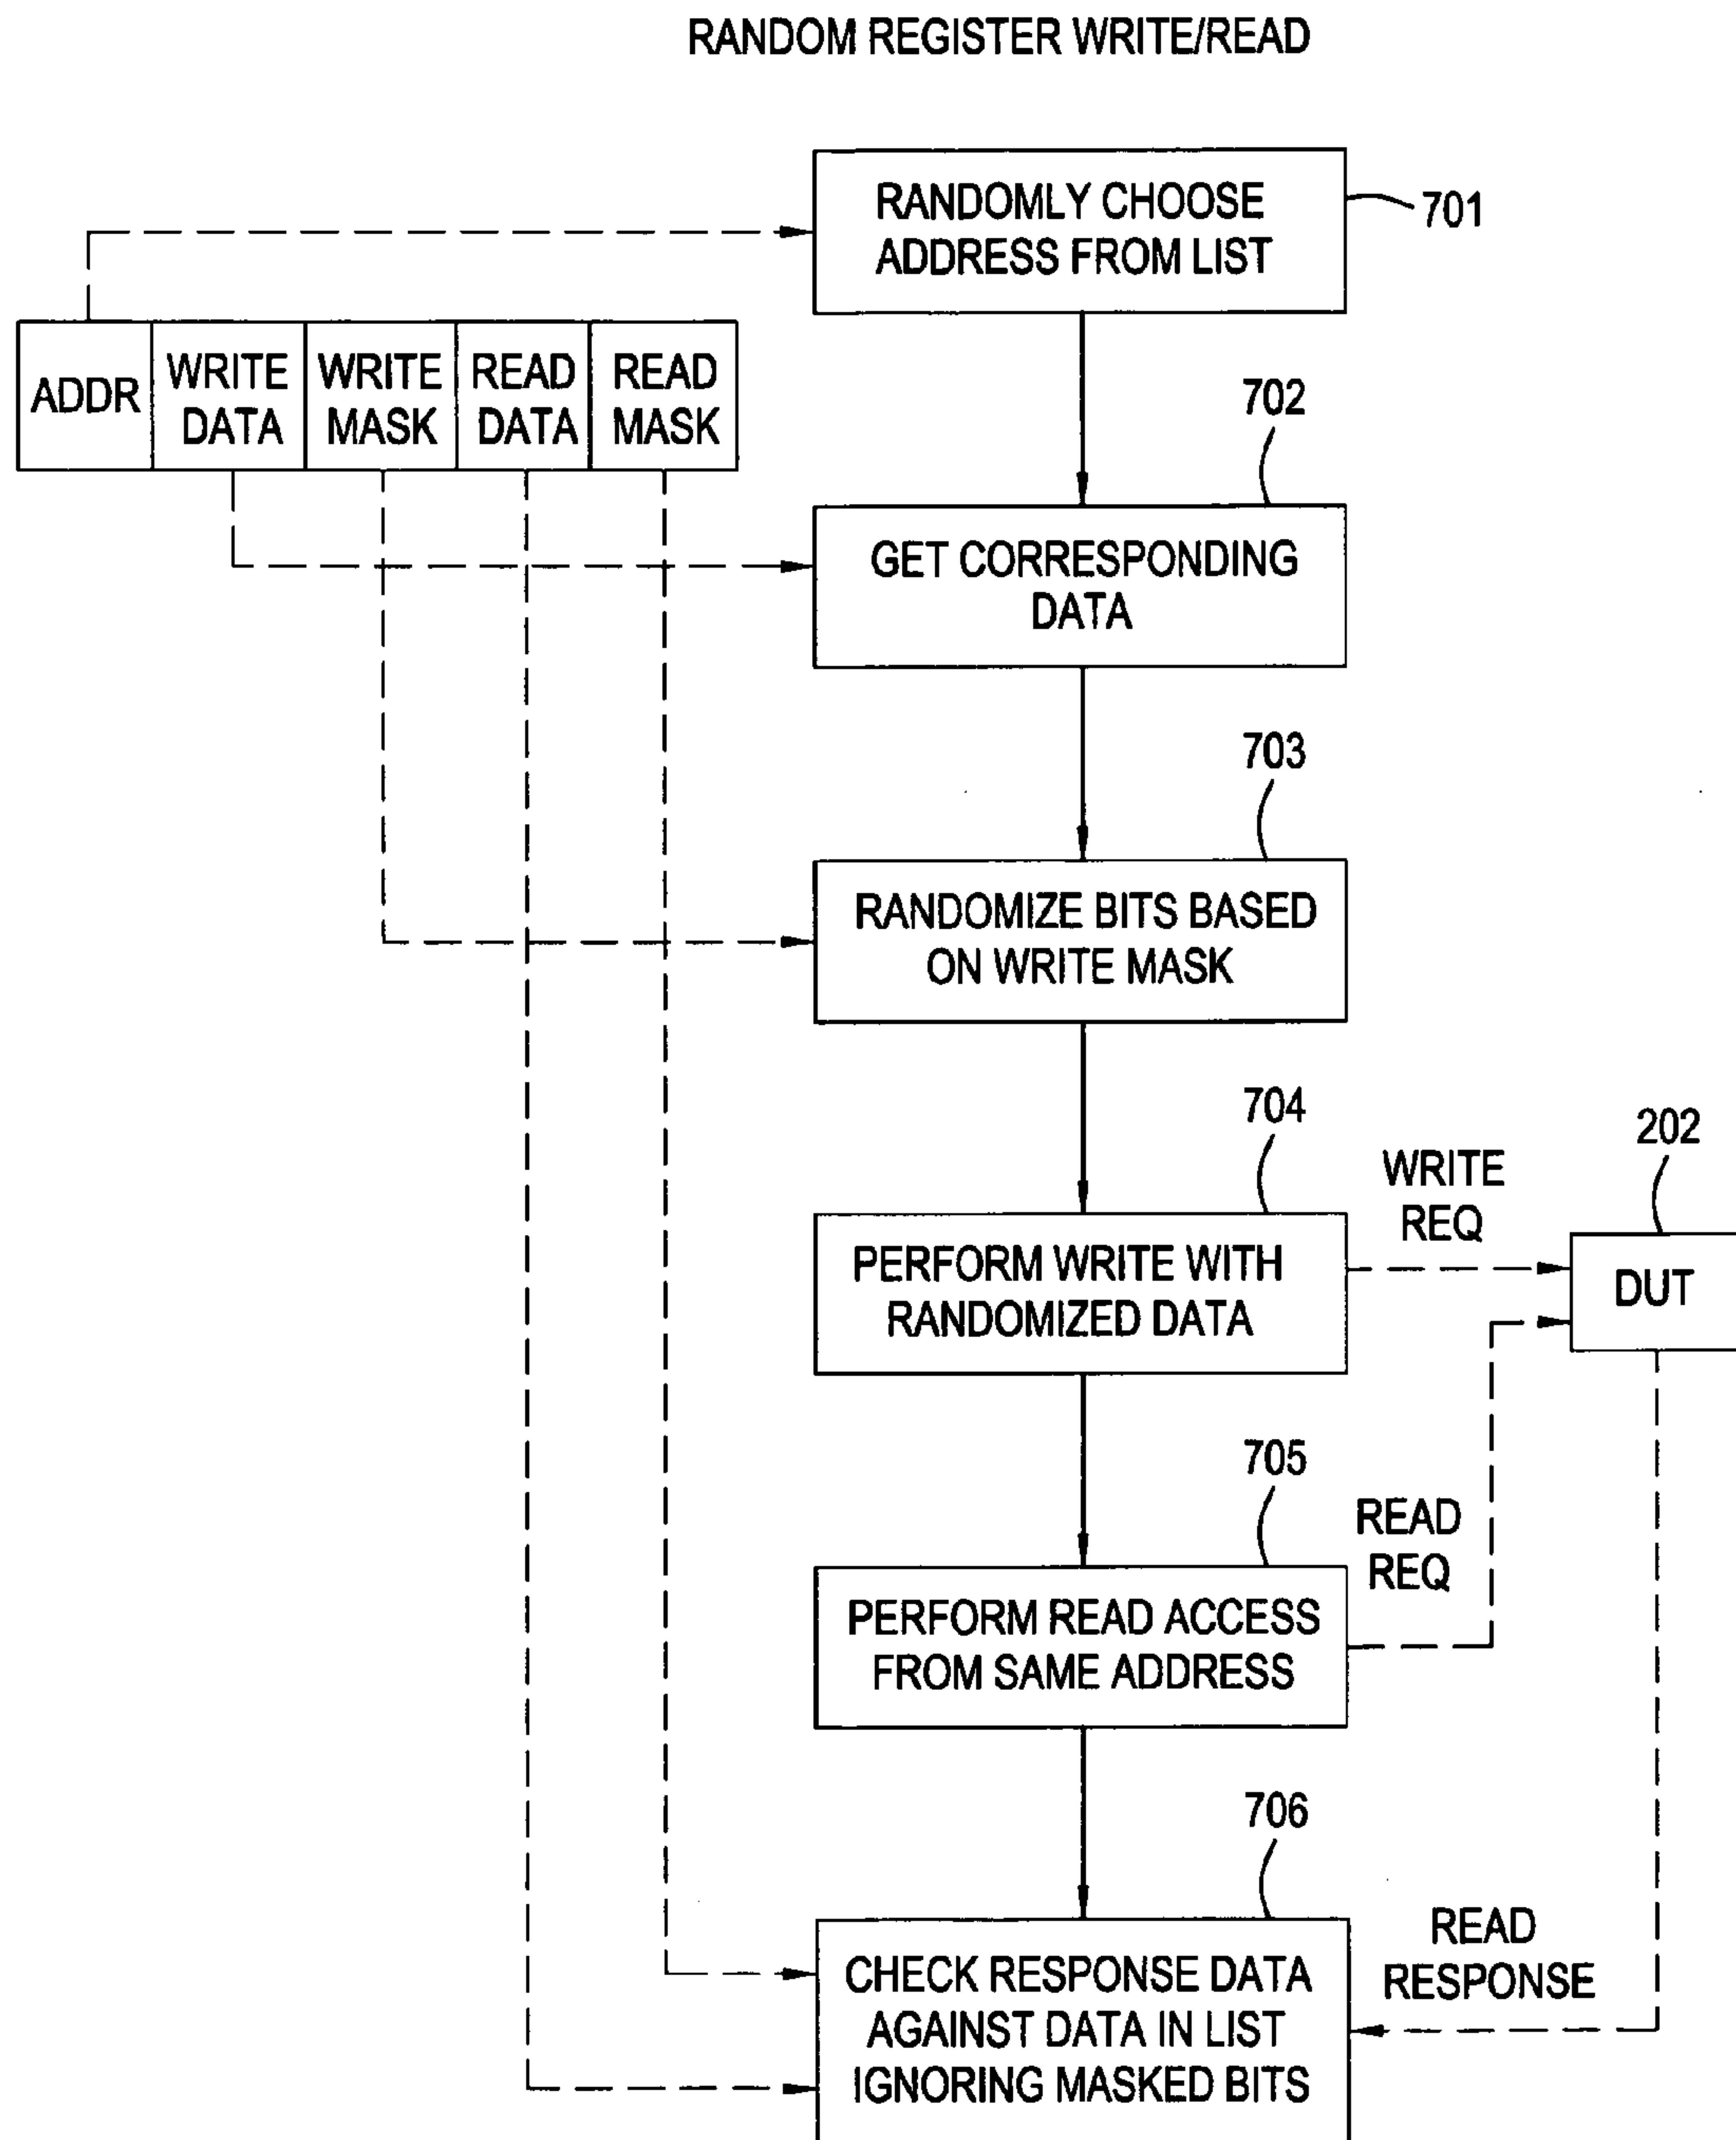 RANDOM REGISTER WRITE/READ
RANDOMLY CHOOSE
ADDRESS FROM LIST
701
ADDR
WRITE
DATA
WRITE
MASK
READ
DATA
READ
MASK
702
GET CORRESPONDING
DATA
703
RANDOMIZE BITS BASED
ON WRITE MASK
704
PERFORM WRITE WITH
RANDOMIZED DATA
WRITE
REQ
202
DUT
705
PERFORM READ ACCESS
FROM SAME ADDRESS
READ
REQ
706
CHECK RESPONSE DATA
AGAINST DATA IN LIST
IGNORING MASKED BITS
READ
RESPONSE